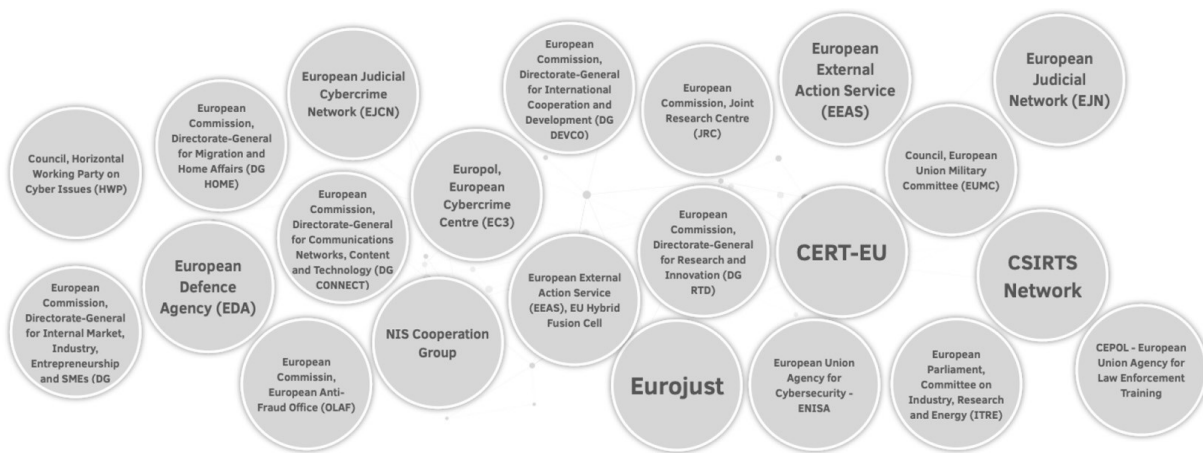 European Judicial
Cybercrime
Network (EJCN)
European
Commission,
Directorate-General
for International
Cooperation and
Development (DG
DEVCO)
European
External
Action Service
(EEAS)
European
Judicial
Network (EJN)
European
Commission,
Directorate-General
for Migration and
Home Affairs (DG
HOME)
European
Commission, Joint
Research Centre
(JRC)
Council, Horizontal
Working Party on
Cyber Issues (HWP)
Europol,
European
Cybercrime
Centre (EC3)
Council, European
Union Military
Committee (EUMC)
European
Commission,
Directorate-General
for Communications
Networks, Content
and Technology (DG
CONNECT)
European
Commission,
Directorate-General
for Research and
Innovation (DG
RTD)
CERT-EU
European
Defence
Agency (EDA)
CSIRTS
Network
European
Commission,
Directorate-General
for Internal Market,
Industry,
Entrepreneurship
and SMEs (DG
European External
Action Service
(EEAS), EU Hybrid
Fusion Cell
NIS Cooperation
Group
European
Commissin,
European Anti-
Fraud Office (OLAF)
Eurojust
European Union
Agency for
Cybersecurity -
ENISA
European
Parliament,
Committee on
Industry, Research
and Energy (ITRE)
CEPOL - European
Union Agency for
Law Enforcement
Training